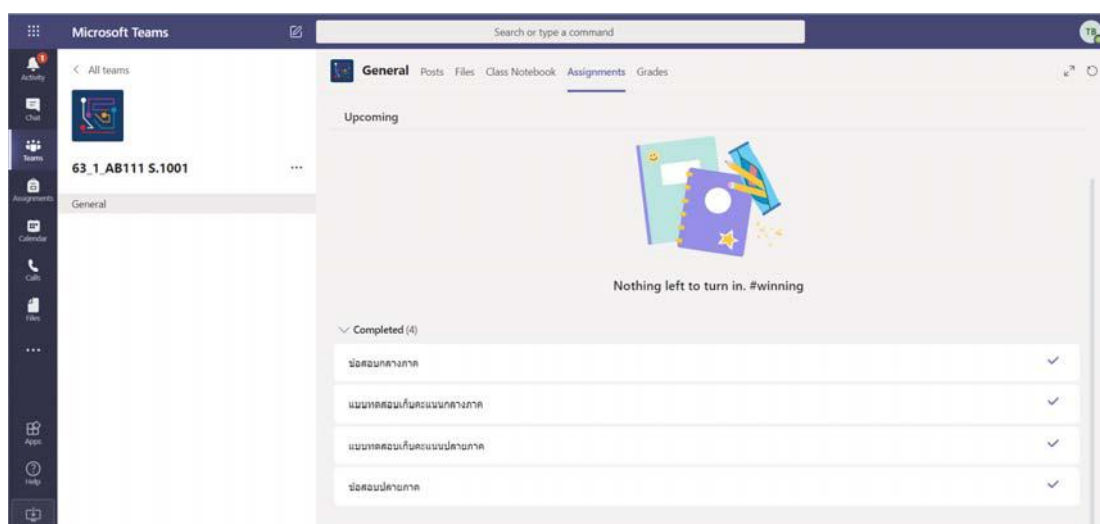 Microsoft Teams
Search or type a command
TB
1
Activity
Chat
Teams
Assignments
Calendar
Calls
Files
Apps
Help
All teams
63_1_AB111 S.1001
General
General Posts Files Class Notebook Assignments Grades
Upcoming
Nothing left to turn in. #winning
Completed (4)
ข้อสอบกลางภาค
แบบทดสอบเก็บคะแนนกลางภาค
แบบทดสอบเก็บคะแนนปลายภาค
ข้อสอบปลายภาค